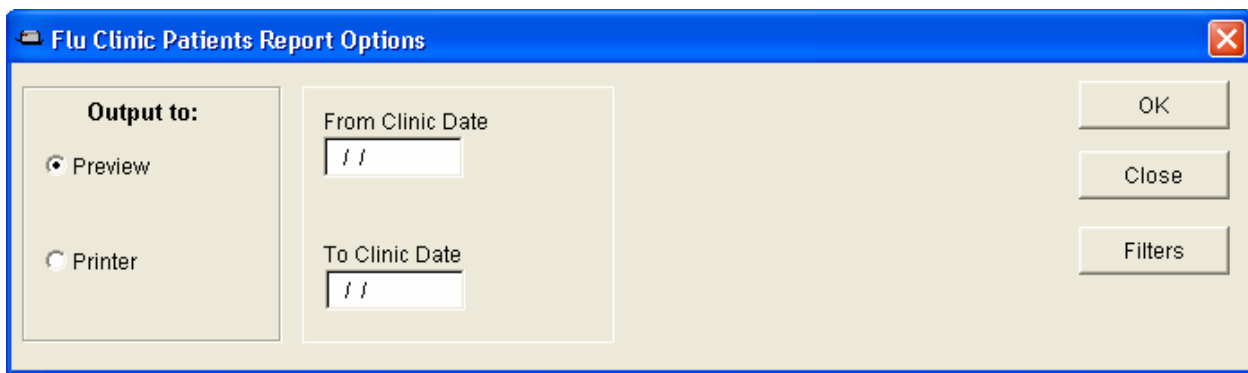 Flu Clinic Patients Report Options
Output to:
Preview
Printer
From Clinic Date
/ /
To Clinic Date
/ /
OK
Close
Filters